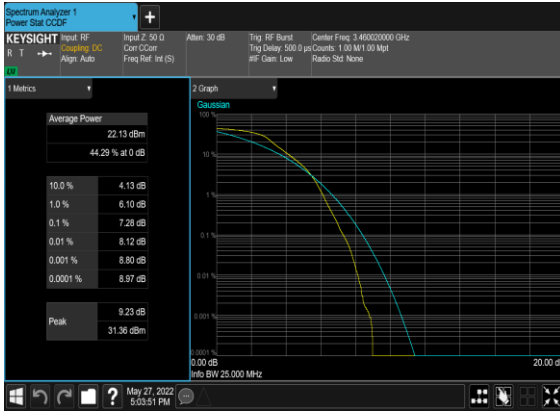 Spectrum Analyzer 1
Power Stat CCDF
+
KEYSIGHT
R T
Input: RF
Coupling: DC
Align: Auto
Input Z: 50 Ω
Corr CCorr
Freq Ref: Int (S)
Atten: 30 dB
Trig: RF Burst
Trig Delay: 500.0 µs
#IF Gain: Low
Center Freq: 3.460020000 GHz
Counts: 1.00 M/1.00 Mpt
Radio Std: None
1 Metrics
Average Power
22.13 dBm
44.29 % at 0 dB
10.0 % 4.13 dB
1.0 % 6.10 dB
0.1 % 7.28 dB
0.01 % 8.12 dB
0.001 % 8.80 dB
0.0001 % 8.97 dB
Peak
9.23 dB
31.36 dBm
2 Graph
Gaussian
100 %
10 %
1 %
0.1 %
0.01 %
0.001 %
0.0001 %
0.00 dB
20.00 d
Info BW 25.000 MHz
?
May 27, 2022
5:03:51 PM